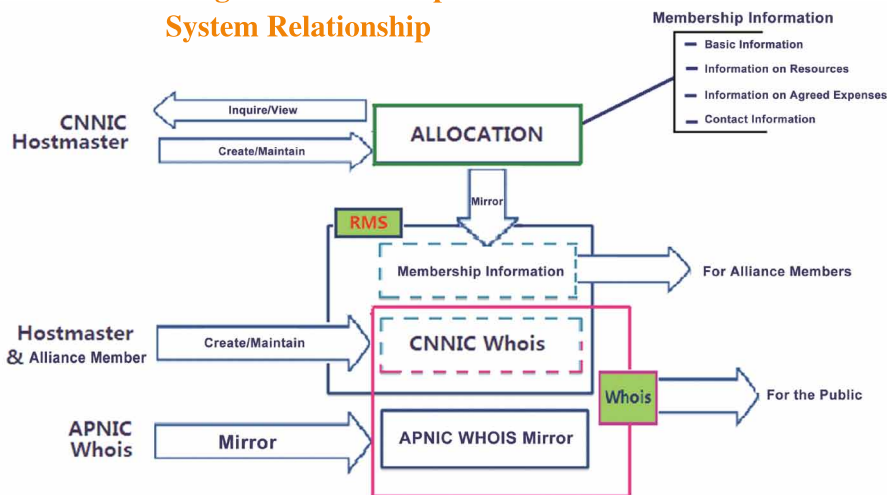 System Relationship
Membership Information
Basic Information
Information on Resources
Information on Agreed Expenses
Contact Information
CNNIC
Hostmaster
Inquire/View
Create/Maintain
ALLOCATION
Mirror
RMS
Membership Information
For Alliance Members
Hostmaster
& Alliance Member
Create/Maintain
CNNIC Whois
Whois
For the Public
APNIC
Whois
Mirror
APNIC WHOIS Mirror